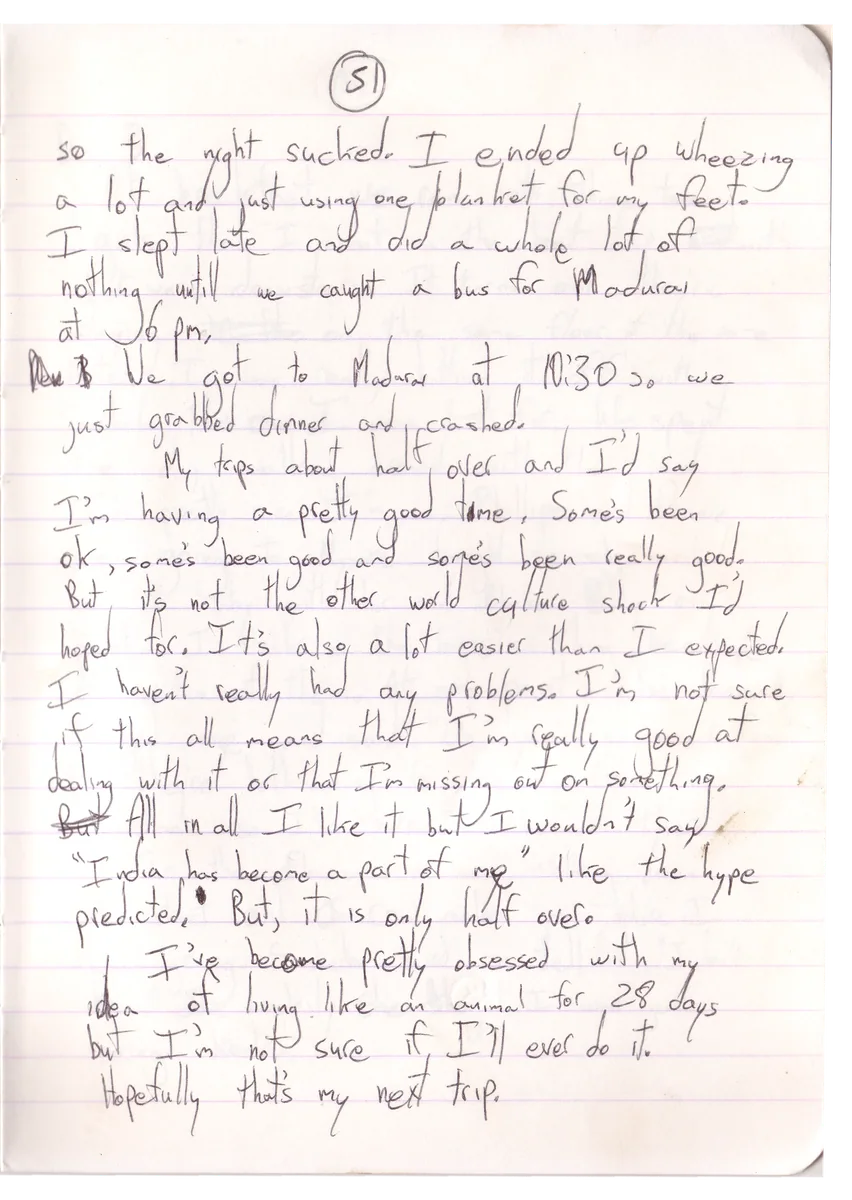 51
so the night sucked. I ended up wheezing
a lot and just using one blanket for my feet.
I slept late and did a whole lot of
nothing untill we caught a bus for Madurai
at 6 pm.
We got to Madurai at 10:30 so we
just grabbed dinner and crashed.
My trips about half over and I'd say
I'm having a pretty good time. Some's been
ok, some's been good and some's been really good.
But it's not the other world culture shock I'd
hoped for. It's also a lot easier than I expected.
I haven't really had any problems. I'm not sure
if this all means that I'm really good at
dealing with it or that I'm missing out on something.
But All in all I like it but I wouldn't say
"India has become a part of me" like the hype
predicted. But, it is only half over.
I've become pretty obsessed with my
idea of living like an animal for 28 days
but I'm not sure if I'll ever do it.
Hopefully that's my next trip.